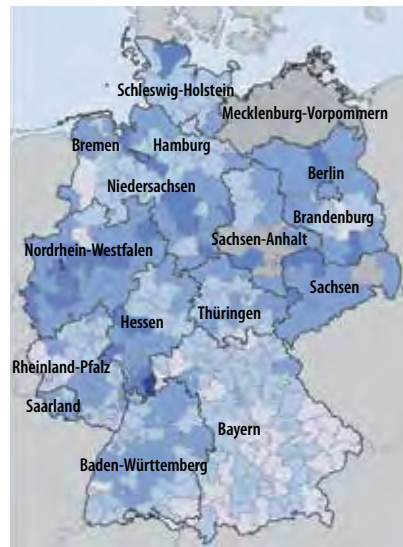 Schleswig-Holstein
Mecklenburg-Vorpommern
Bremen
Hamburg
Berlin
Niedersachsen
Brandenburg
Nordrhein-Westfalen
Sachsen-Anhalt
Sachsen
Hessen
Thüringen
Rheinland-Pfalz
Saarland
Bayern
Baden-Württemberg